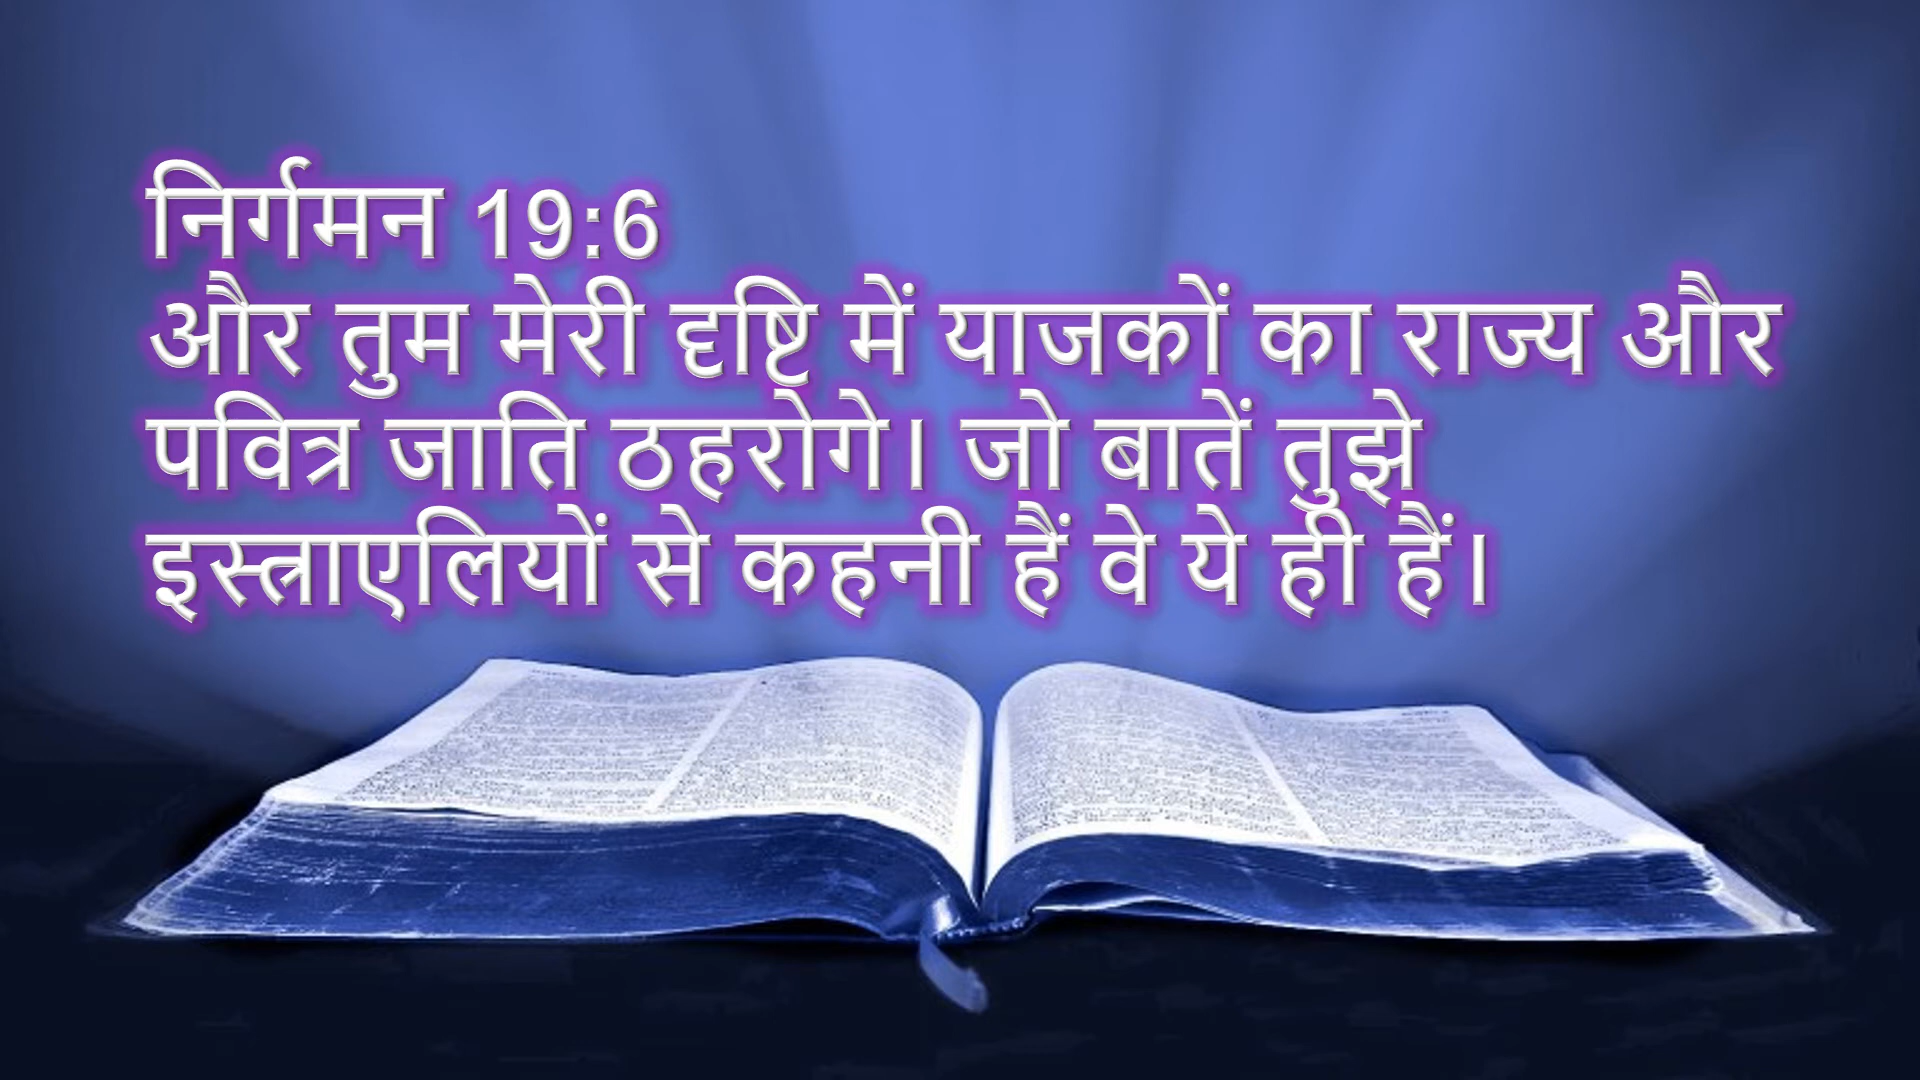 निर्गमन 19:6
और तुम मेरी दृष्टि में याजकों का राज्य और
पवित्र जाति ठहरोगे। जो बातें तुझे
इस्त्राएलियों से कहनी हैं वे ये ही हैं।